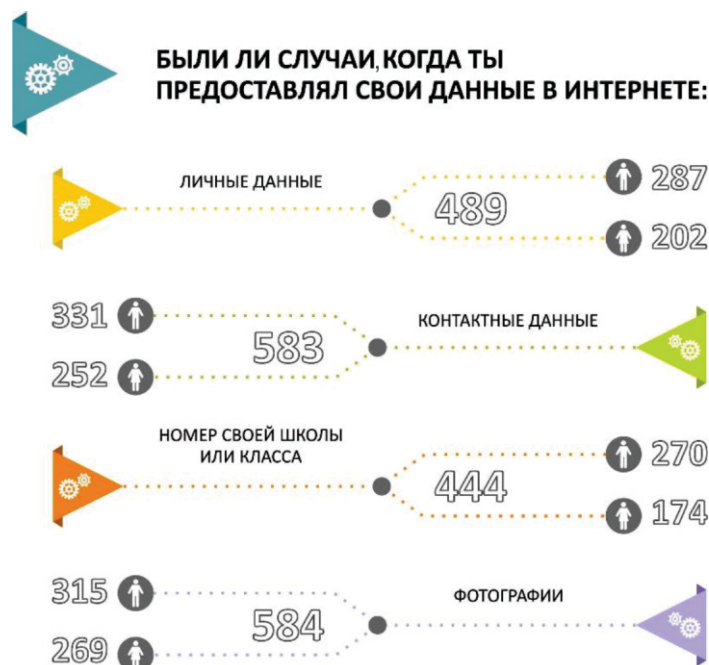 БЫЛИ ЛИ СЛУЧАИ, КОГДА ТЫ
ПРЕДОСТАВЛЯЛ СВОИ ДАННЫЕ В ИНТЕРНЕТЕ:
ЛИЧНЫЕ ДАННЫЕ
489
287
202
331
252
583
КОНТАКТНЫЕ ДАННЫЕ
НОМЕР СВОЕЙ ШКОЛЫ
ИЛИ КЛАССА
444
270
174
315
269
584
ФОТОГРАФИИ